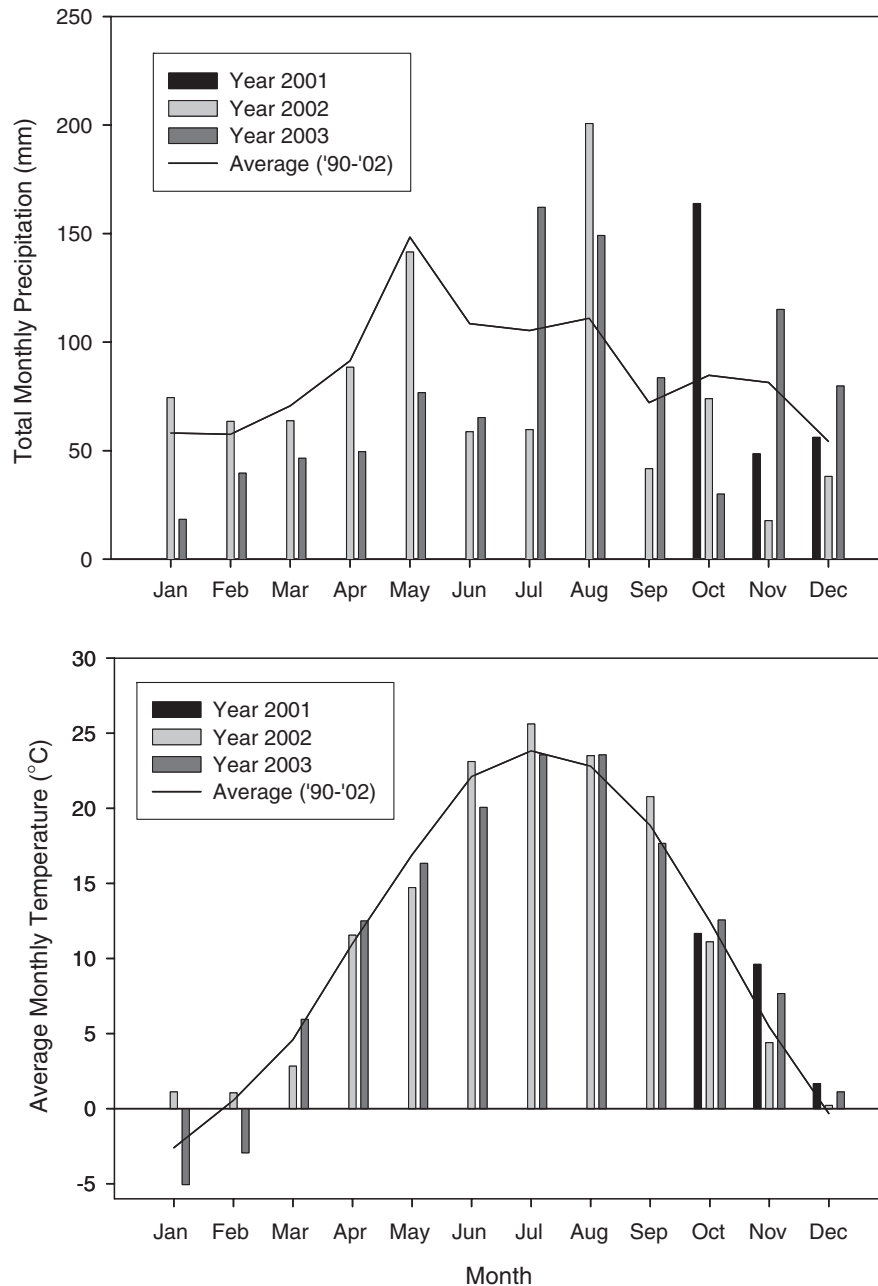 Total Monthly Precipitation (mm)
250
200
150
100
50
0
Year 2001
Year 2002
Year 2003
Average ('90-'02)
Jan Feb Mar Apr May Jun Jul Aug Sep Oct Nov Dec
Average Monthly Temperature (°C)
30
25
20
15
10
5
0
-5
Year 2001
Year 2002
Year 2003
Average ('90-'02)
Jan Feb Mar Apr May Jun Jul Aug Sep Oct Nov Dec
Month